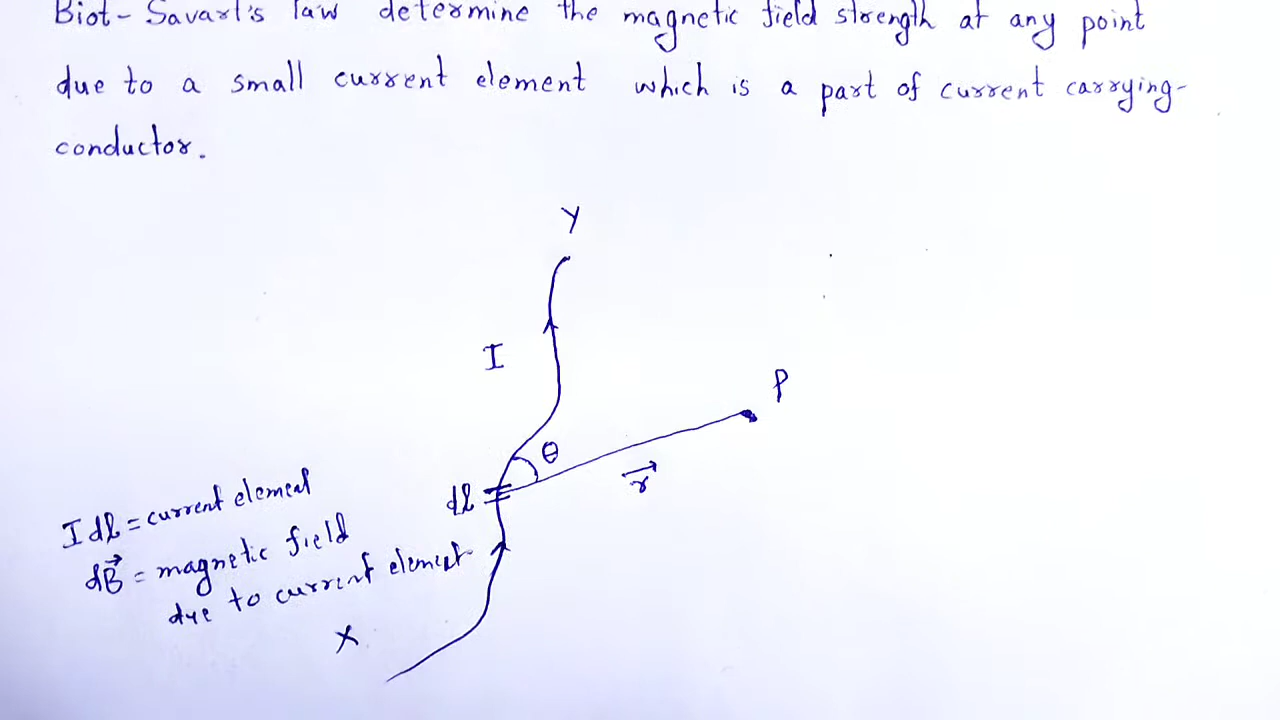 Biot-Savart's law determine the magnetic field strength at any point
due to a small current element which is a part of current carrying-
conductor.
Y
I
P
θ
r⃗
dl
Idl = current element
dB⃗ = magnetic field
due to current element
X